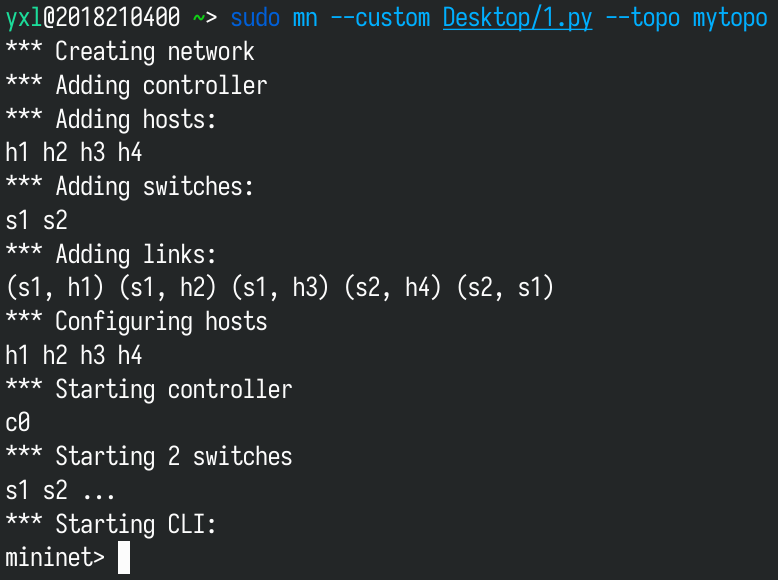 yxl@2018210400 ~> sudo mn --custom Desktop/1.py --topo mytopo
*** Creating network
*** Adding controller
*** Adding hosts:
h1 h2 h3 h4
*** Adding switches:
s1 s2
*** Adding links:
(s1, h1) (s1, h2) (s1, h3) (s2, h4) (s2, s1)
*** Configuring hosts
h1 h2 h3 h4
*** Starting controller
c0
*** Starting 2 switches
s1 s2 ...
*** Starting CLI:
mininet>